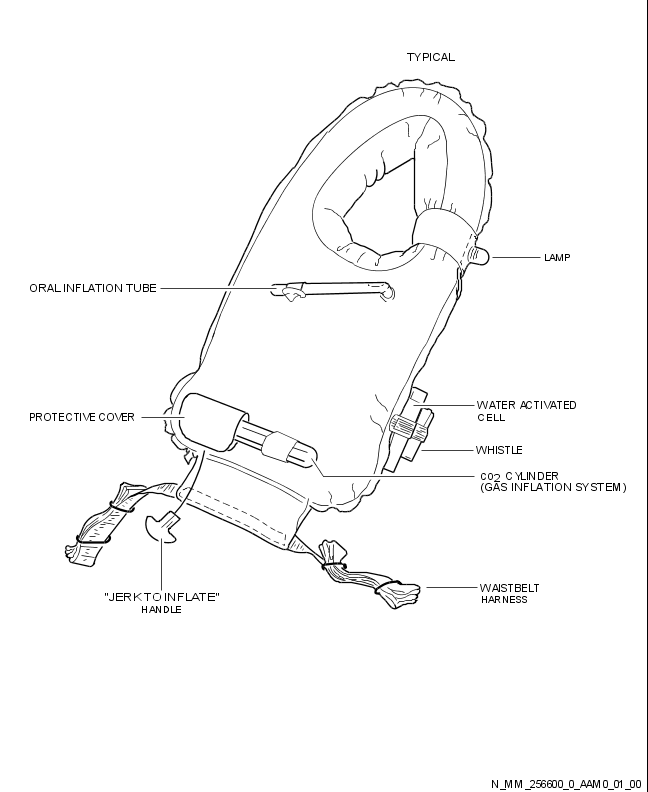 TYPICAL
LAMP
ORAL INFLATION TUBE
PROTECTIVE COVER
WATER ACTIVATED
CELL
WHISTLE
CO2 CYLINDER
(GAS INFLATION SYSTEM)
"JERK TO INFLATE"
HANDLE
WAISTBELT
HARNESS
N_MM_256600_0_AAM0_01_00